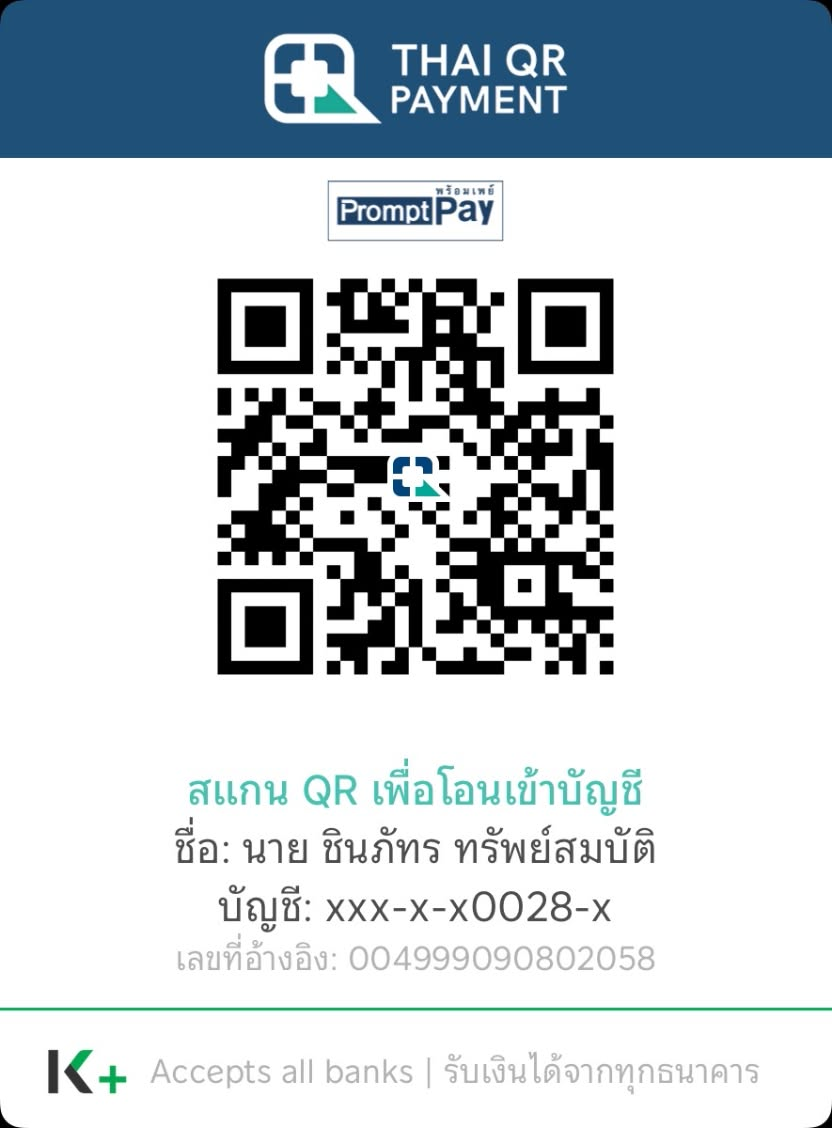 THAI QR
PAYMENT
พร้อมเพย์
PromptPay
สแกน QR เพื่อโอนเข้าบัญชี
ชื่อ: นาย ชินภัทร ทรัพย์สมบัติ
บัญชี: xxx-x-x0028-x
เลขที่อ้างอิง: 004999090802058
K+ Accepts all banks | รับเงินได้จากทุกธนาคาร